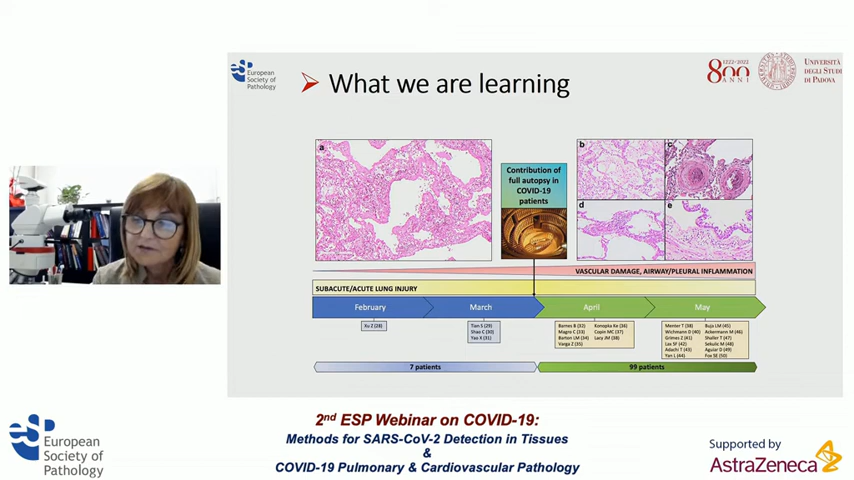 European
Society of
Pathology
What we are learning
1222-2022
800
ANNI
UNIVERSITÀ
DEGLI STUDI
DI PADOVA
a
Contribution of
full autopsy in
COVID-19
patients
b
c
d
e
VASCULAR DAMAGE, AIRWAY/PLEURAL INFLAMMATION
SUBACUTE/ACUTE LUNG INJURY
February
March
April
May
Xu Z (28)
Tian S (29)
Shao C (30)
Yao X (31)
Barnes B (32)
Magro C (33)
Barton LM (34)
Varga Z (35)
Konopka Ke (36)
Copin MC (37)
Lacy JM (38)
Menter T (38)
Wichmann D (40)
Grimes Z (41)
Lax SF (42)
Adachi T (43)
Yan L (44)
Buja LM (45)
Ackermann M (46)
Shaller T (47)
Sekulic M (48)
Aguiar D (49)
Fox SE (50)
7 patients
99 patients
esp
European
Society of
Pathology
2nd ESP Webinar on COVID-19:
Methods for SARS-CoV-2 Detection in Tissues
&
COVID-19 Pulmonary & Cardiovascular Pathology
Supported by
AstraZeneca